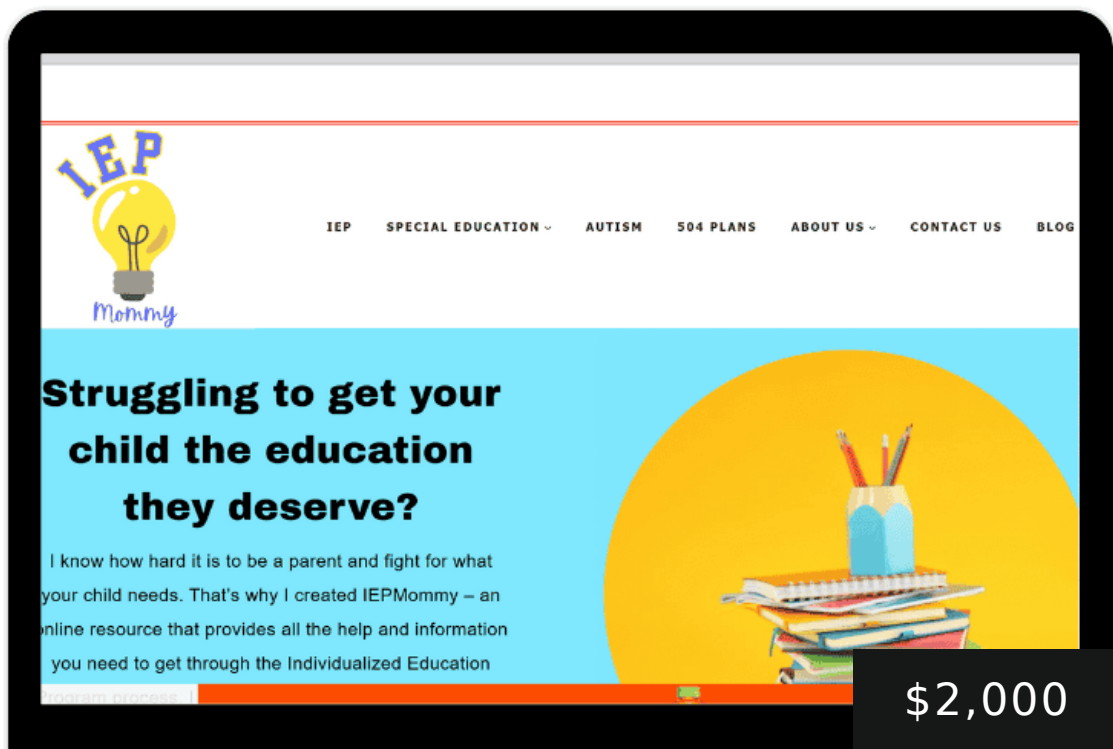 IEP
Mommy
IEP SPECIAL EDUCATION AUTISM 504 PLANS ABOUT US CONTACT US BLOG
Struggling to get your
child the education
they deserve?
I know how hard it is to be a parent and fight for what
your child needs. That's why I created IEPMommy – an
online resource that provides all the help and information
you need to get through the Individualized Education
Program process. I
$2,000